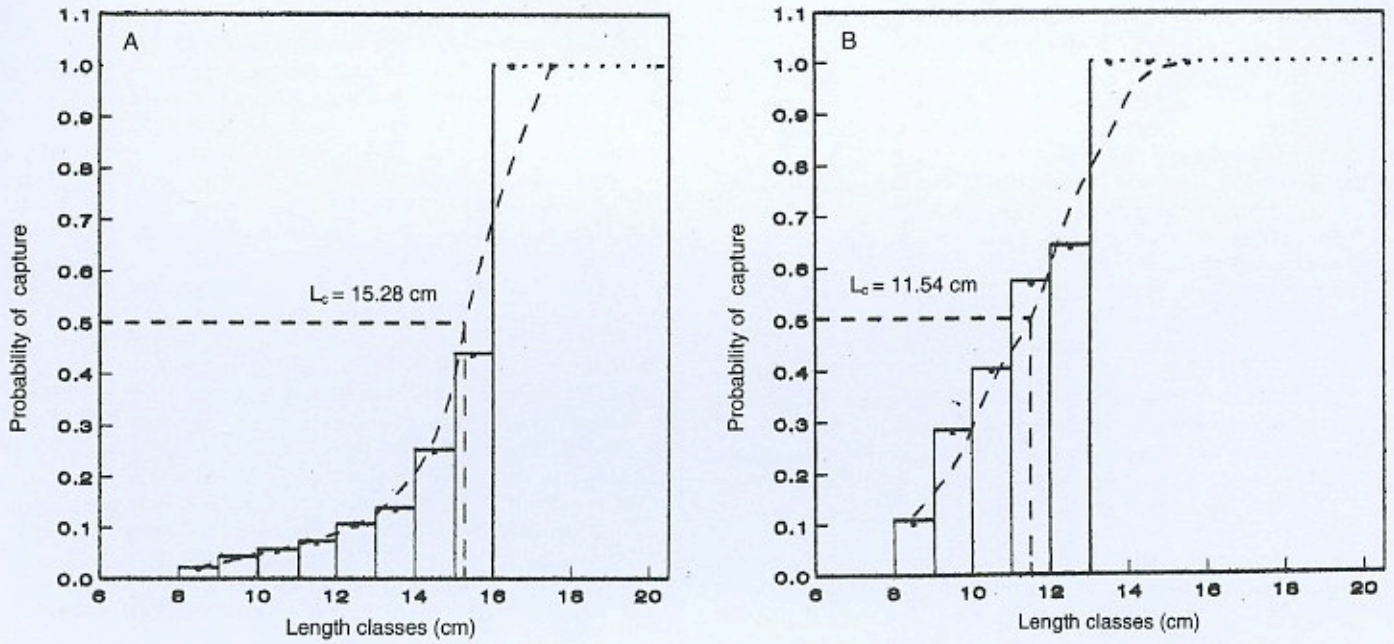 A
1.1
1.0
0.9
0.8
0.7
0.6
0.5
0.4
0.3
0.2
0.1
0.0
Probability of capture
Lc = 15.28 cm
6 8 10 12 14 16 18 20
Length classes (cm)
B
1.1
1.0
0.9
0.8
0.7
0.6
0.5
0.4
0.3
0.2
0.1
0.0
Probability of capture
Lc = 11.54 cm
6 8 10 12 14 16 18 20
Length classes (cm)